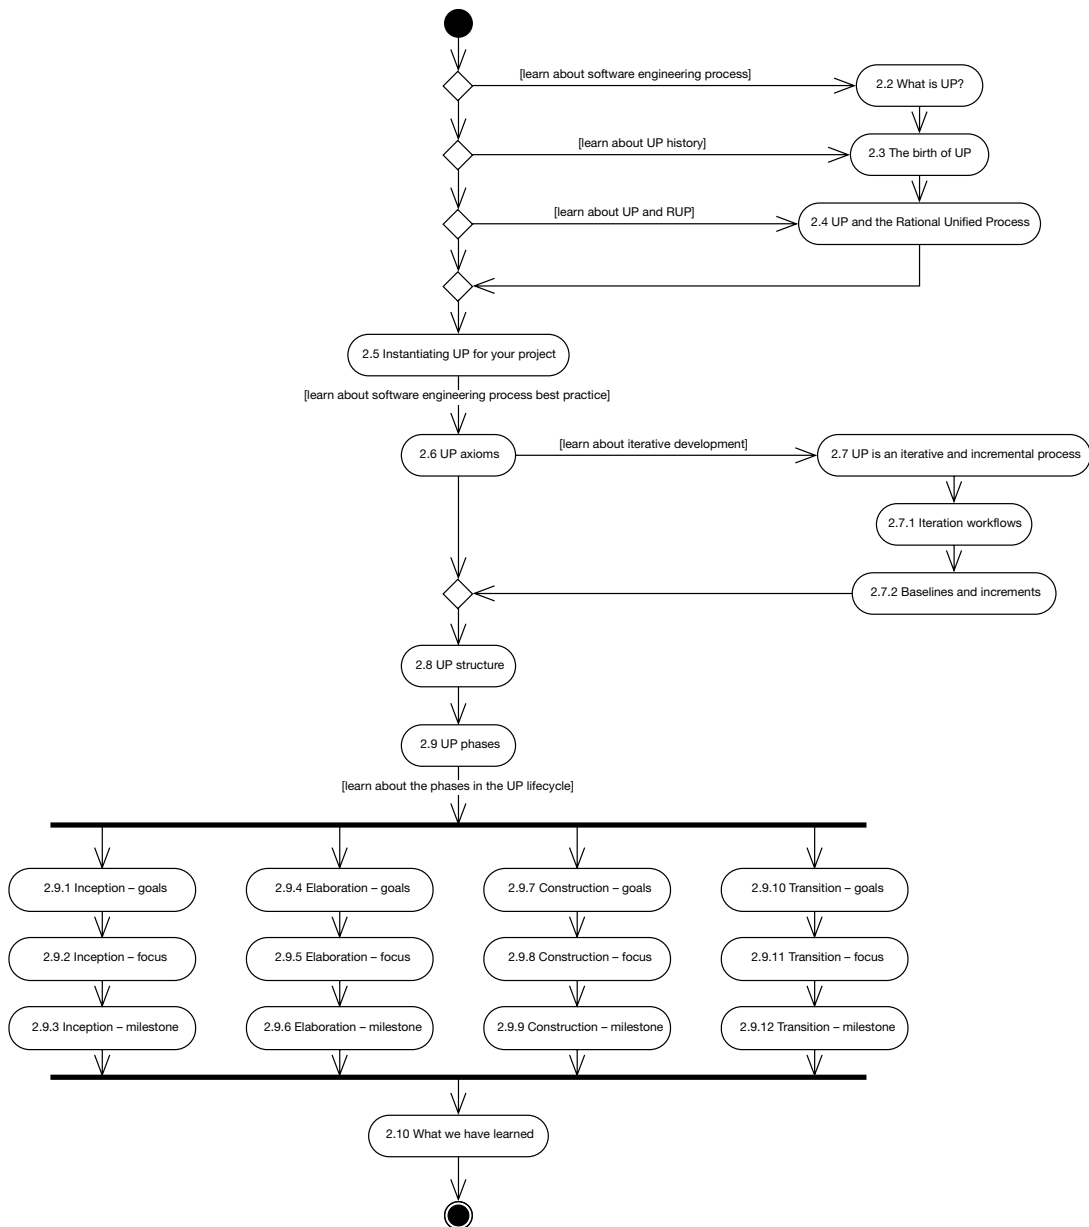 [learn about software engineering process]
2.2 What is UP?
[learn about UP history]
2.3 The birth of UP
[learn about UP and RUP]
2.4 UP and the Rational Unified Process
2.5 Instantiating UP for your project
[learn about software engineering process best practice]
2.6 UP axioms
[learn about iterative development]
2.7 UP is an iterative and incremental process
2.7.1 Iteration workflows
2.7.2 Baselines and increments
2.8 UP structure
2.9 UP phases
[learn about the phases in the UP lifecycle]
2.9.1 Inception – goals
2.9.4 Elaboration – goals
2.9.7 Construction – goals
2.9.10 Transition – goals
2.9.2 Inception – focus
2.9.5 Elaboration – focus
2.9.8 Construction – focus
2.9.11 Transition – focus
2.9.3 Inception – milestone
2.9.6 Elaboration – milestone
2.9.9 Construction – milestone
2.9.12 Transition – milestone
2.10 What we have learned